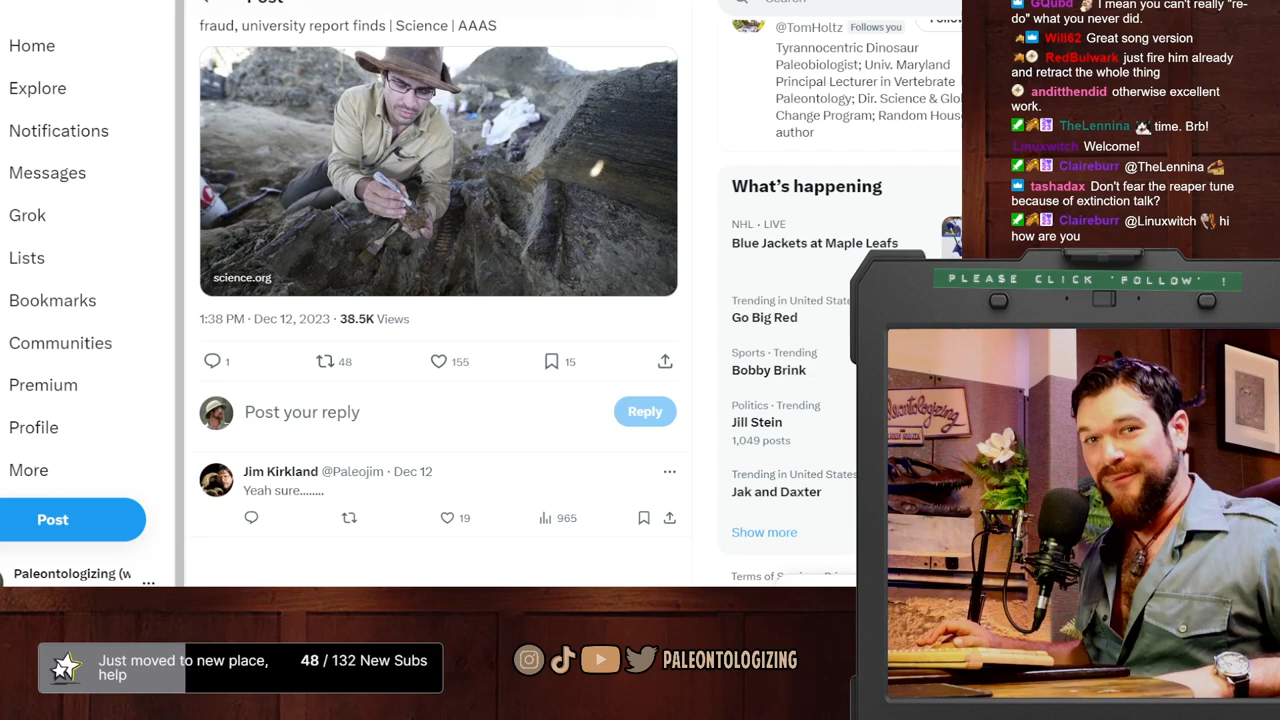 Post
fraud, university report finds | Science | AAAS
science.org
1:38 PM · Dec 12, 2023 · 38.5K Views
1
48
155
15
Post your reply
Reply
Jim Kirkland @Paleojim · Dec 12
Yeah sure........
19
965
Home
Explore
Notifications
Messages
Grok
Lists
Bookmarks
Communities
Premium
Profile
More
Post
Paleontologizing (w
Search
@TomHoltz Follows you
Tyrannocentric Dinosaur
Paleobiologist; Univ. Maryland
Principal Lecturer in Vertebrate
Paleontology; Dir. Science & Glo
Change Program; Random Hous
author
What's happening
NHL · LIVE
Blue Jackets at Maple Leafs
Trending in United State
Go Big Red
Sports · Trending
Bobby Brink
Politics · Trending
Jill Stein
1,049 posts
Trending in United States
Jak and Daxter
Show more
Terms of
GQubd I mean you can't really "re-
do" what you never did.
Will62 Great song version
RedBulwark just fire him already
and retract the whole thing
anditthendid otherwise excellent
work.
TheLennina time. Brb!
Linuxwitch Welcome!
Claireburr @TheLennina
tashadax Don't fear the reaper tune
because of extinction talk?
Claireburr @Linuxwitch hi
how are you
PLEASE CLICK 'FOLLOW' !
Just moved to new place,
help
48 / 132 New Subs
PALEONTOLOGIZING